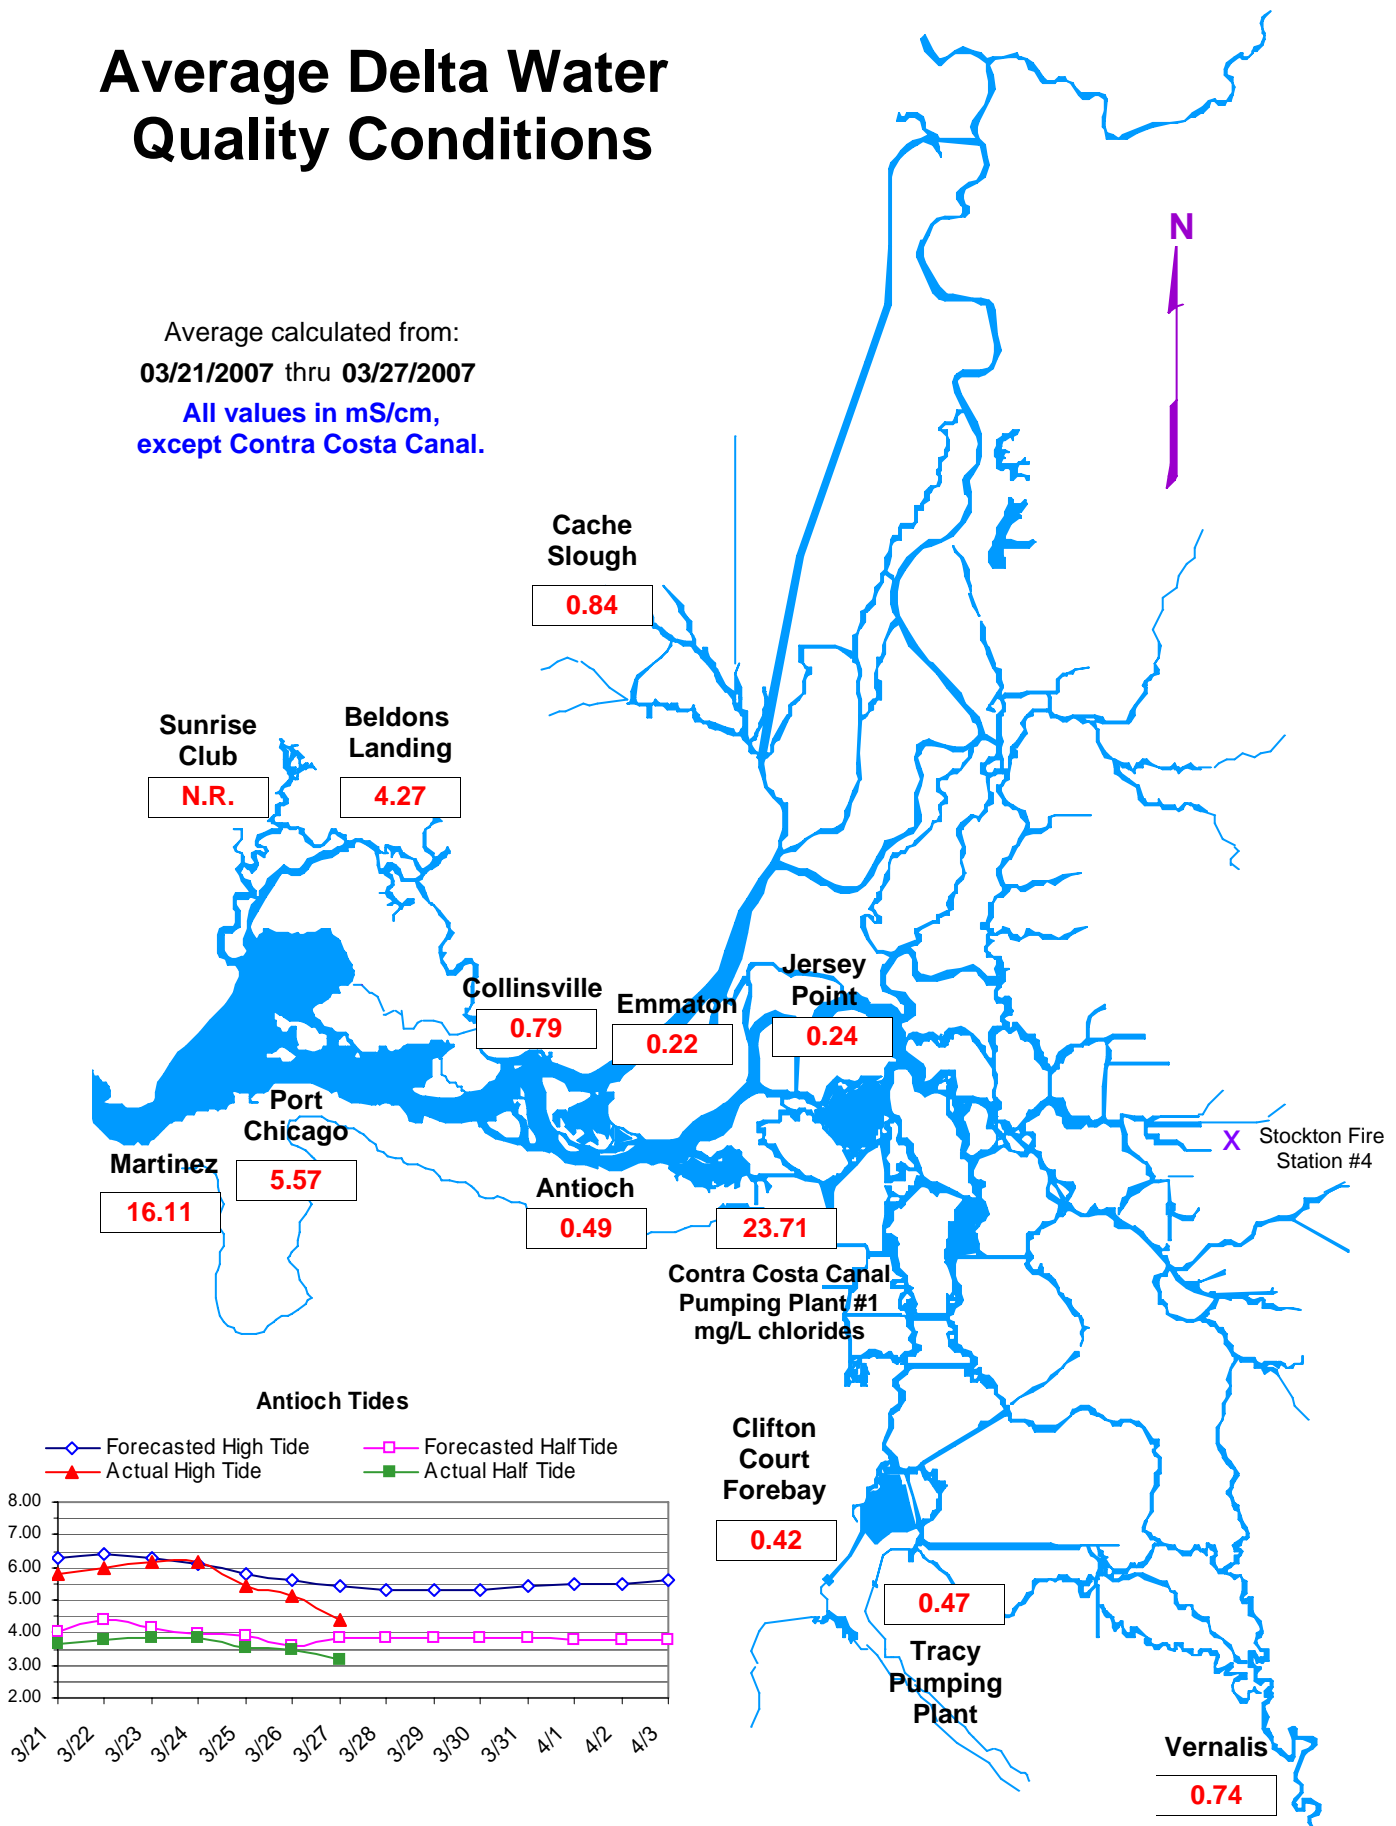 Average Delta Water
Quality Conditions
N
Average calculated from:
03/21/2007 thru 03/27/2007
All values in mS/cm,
except Contra Costa Canal.
Cache
Slough
0.84
Sunrise
Club
N.R.
Beldons
Landing
4.27
Collinsville
0.79
Emmaton
0.22
Jersey
Point
0.24
Port
Chicago
5.57
Martinez
16.11
Antioch
0.49
23.71
Contra Costa Canal
Pumping Plant #1
mg/L chlorides
X Stockton Fire
Station #4
Clifton
Court
Forebay
0.42
0.47
Tracy
Pumping
Plant
Vernalis
0.74
Antioch Tides
Forecasted High Tide Forecasted Half Tide
Actual High Tide Actual Half Tide
8.00
7.00
6.00
5.00
4.00
3.00
2.00
3/21 3/22 3/23 3/24 3/25 3/26 3/27 3/28 3/29 3/30 3/31 4/1 4/2 4/3